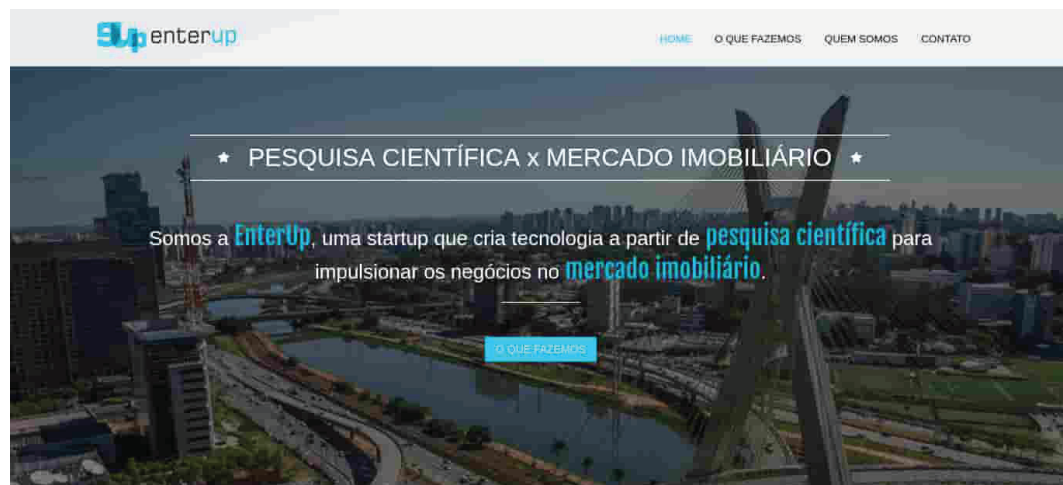 enterup
HOME O QUE FAZEMOS QUEM SOMOS CONTATO
PESQUISA CIENTÍFICA x MERCADO IMOBILIÁRIO
Somos a EnterUp, uma startup que cria tecnologia a partir de pesquisa científica para
impulsionar os negócios no mercado imobiliário.
O QUE FAZEMOS